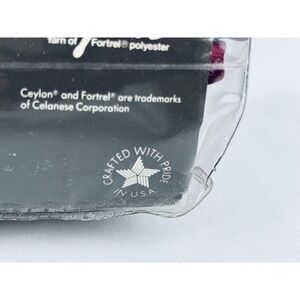 Yarn of Fortrel® polyester
Ceylon® and Fortrel® are trademarks
of Celanese Corporation
CRAFTED WITH PRIDE
IN U.S.A.